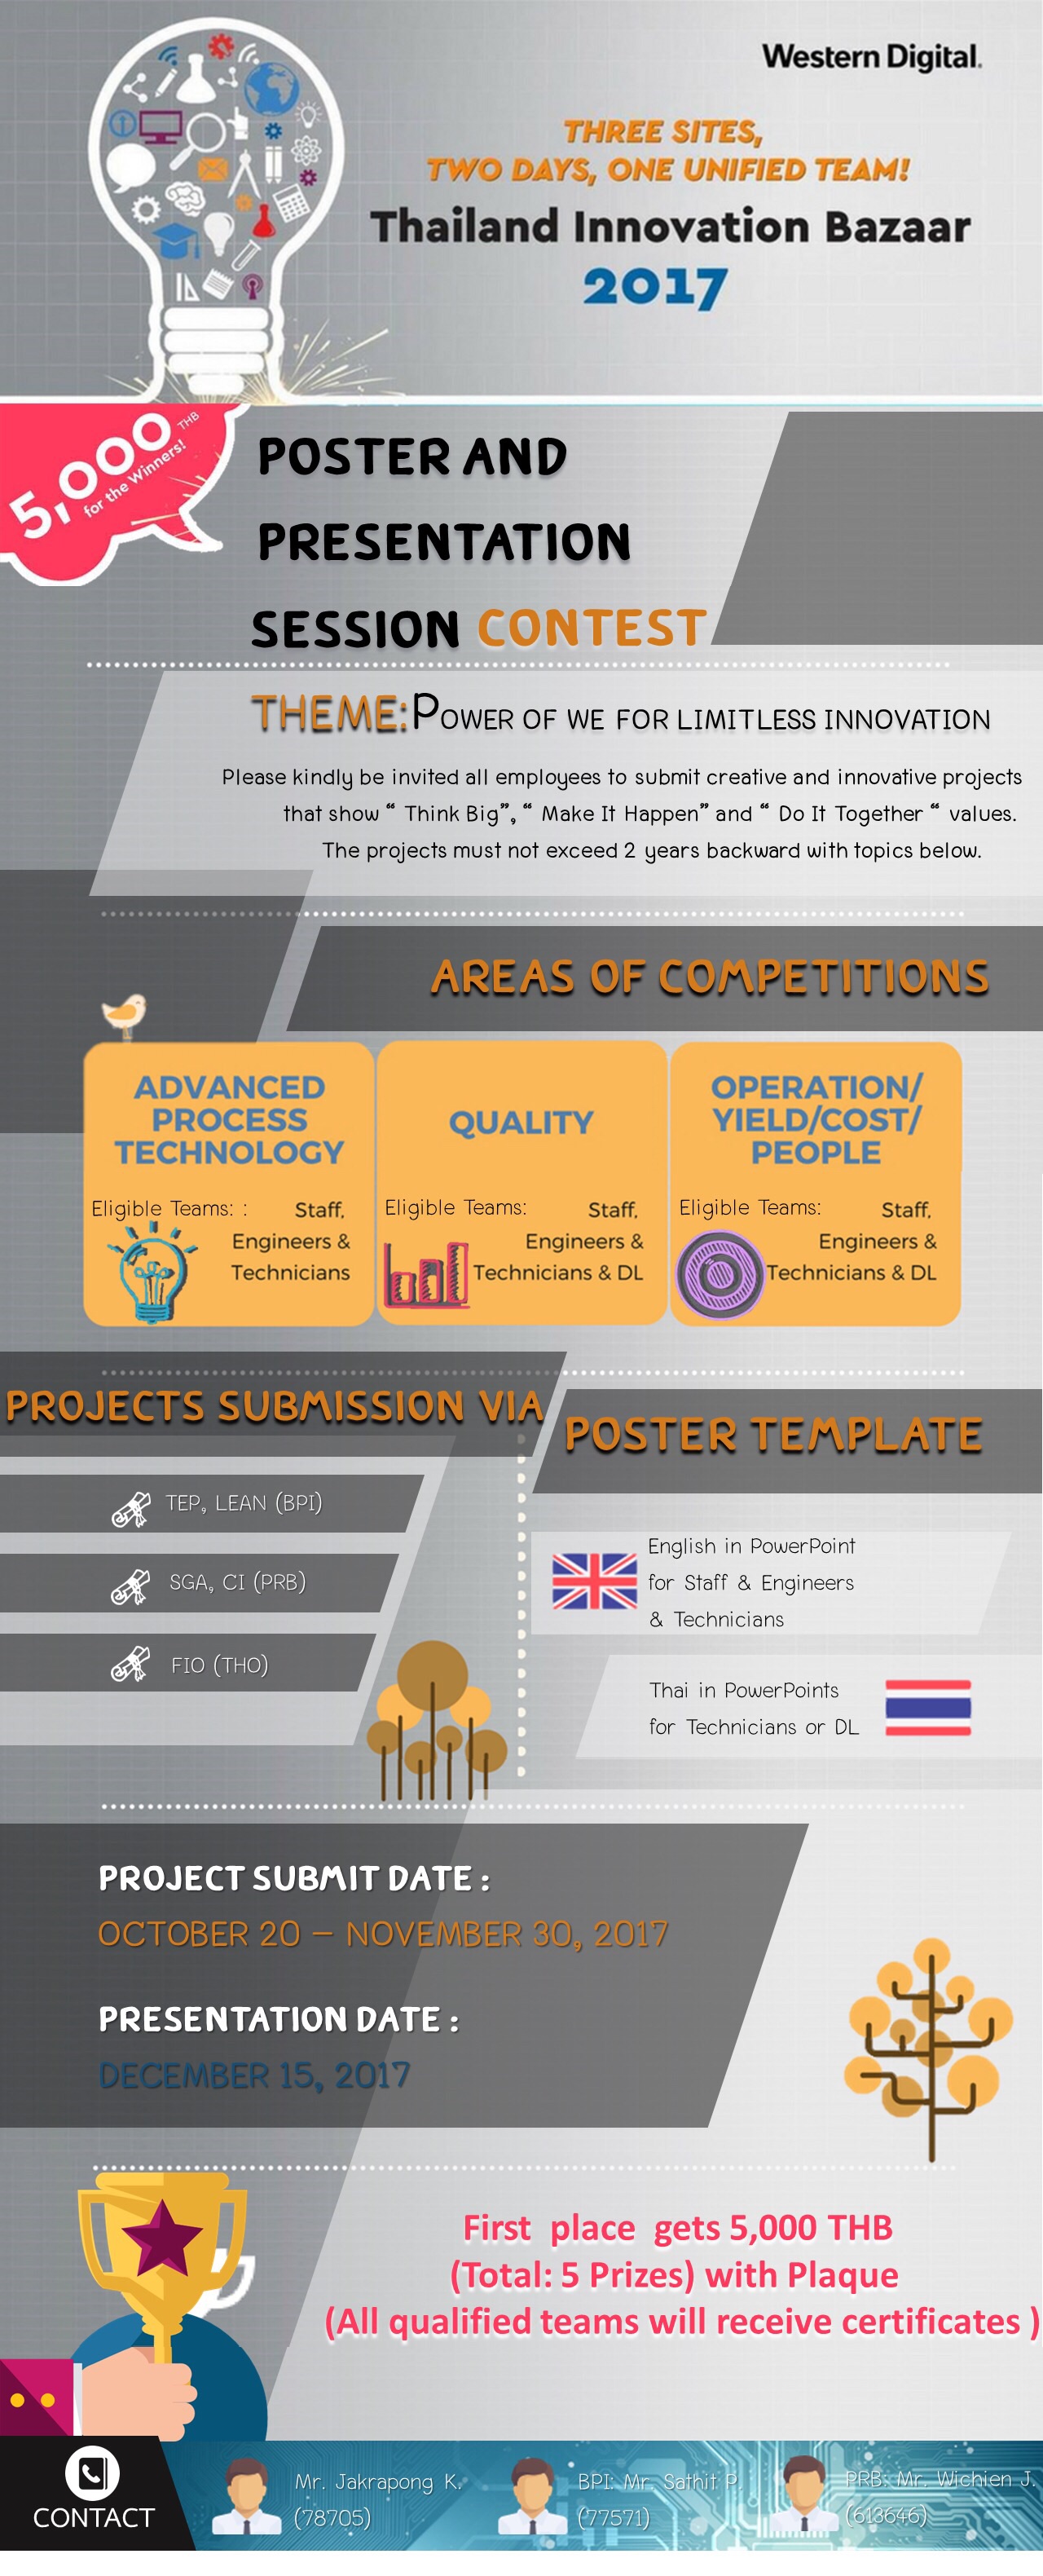 Western Digital.
THREE SITES,
TWO DAYS, ONE UNIFIED TEAM!
Thailand Innovation Bazaar
2017
5,000 THB
for the Winners!
POSTER AND
PRESENTATION
SESSION CONTEST
THEME: POWER OF WE FOR LIMITLESS INNOVATION
Please kindly be invited all employees to submit creative and innovative projects
that show “ Think Big”, “ Make It Happen” and “ Do It Together “ values.
The projects must not exceed 2 years backward with topics below.
AREAS OF COMPETITIONS
ADVANCED
PROCESS
TECHNOLOGY
Eligible Teams: : Staff,
Engineers &
Technicians
QUALITY
Eligible Teams: Staff,
Engineers &
Technicians & DL
OPERATION/
YIELD/COST/
PEOPLE
Eligible Teams: Staff,
Engineers &
Technicians & DL
PROJECTS SUBMISSION VIA
TEP, LEAN (BPI)
SGA, CI (PRB)
FIO (THO)
POSTER TEMPLATE
English in PowerPoint
for Staff & Engineers
& Technicians
Thai in PowerPoints
for Technicians or DL
PROJECT SUBMIT DATE :
OCTOBER 20 – NOVEMBER 30, 2017
PRESENTATION DATE :
DECEMBER 15, 2017
First place gets 5,000 THB
(Total: 5 Prizes) with Plaque
(All qualified teams will receive certificates )
CONTACT
Mr. Jakrapong K.
(78705)
BPI: Mr. Sathit P.
(77571)
PRB: Mr. Wichien J.
(613646)